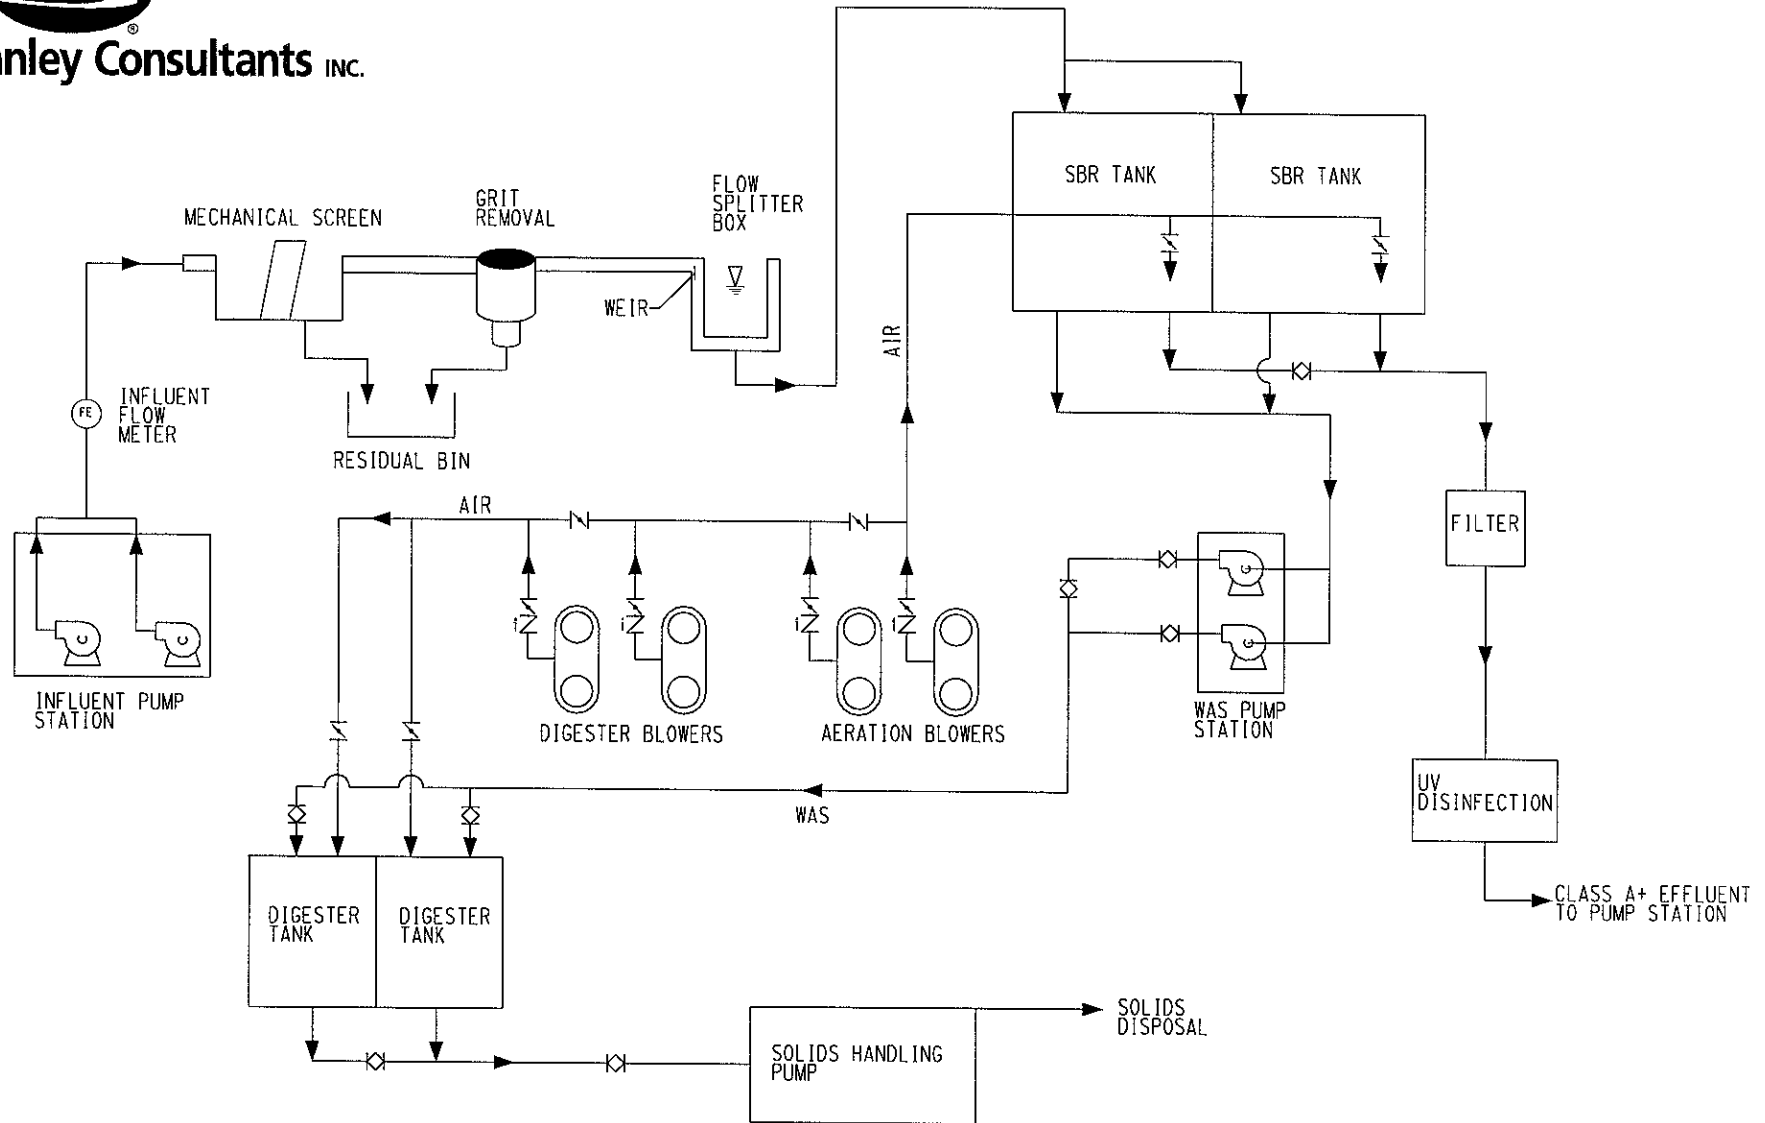 ®
Consultants INC.
SBR TANK
SBR TANK
FLOW
SPLITTER
BOX
GRIT
REMOVAL
MECHANICAL SCREEN
WEIR
AIR
INFLUENT
FLOW
METER
FE
RESIDUAL BIN
AIR
FILTER
C
C
C
C
INFLUENT PUMP
STATION
DIGESTER BLOWERS
AERATION BLOWERS
WAS PUMP
STATION
UV
DISINFECTION
WAS
CLASS A+ EFFLUENT
TO PUMP STATION
DIGESTER
TANK
DIGESTER
TANK
SOLIDS
DISPOSAL
SOLIDS HANDLING
PUMP